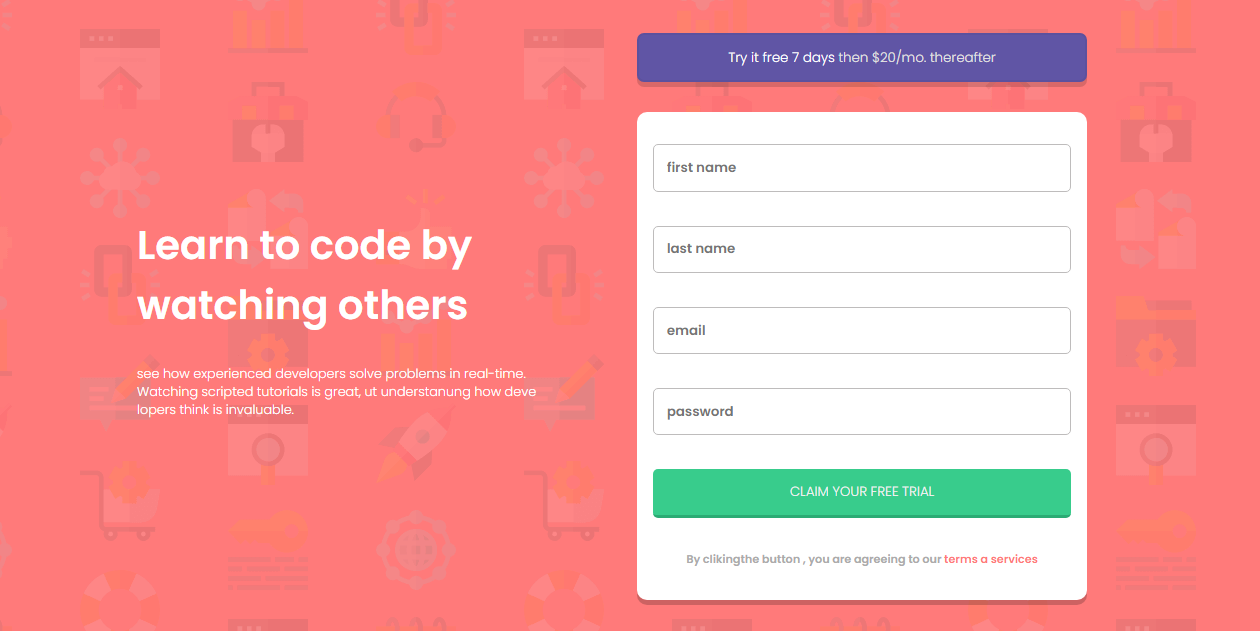 Learn to code by
watching others
see how experienced developers solve problems in real-time.
Watching scripted tutorials is great, ut understanung how deve
lopers think is invaluable.
Try it free 7 days then $20/mo. thereafter
first name
last name
email
password
CLAIM YOUR FREE TRIAL
By clikingthe button , you are agreeing to our terms a services